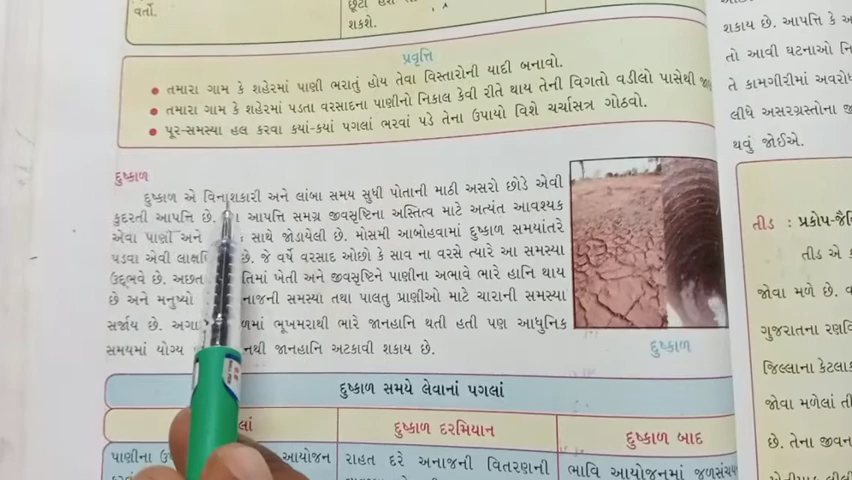 વર્તો.
શકશે.
પ્રવૃત્તિ
• તમારા ગામ કે શહેરમાં પાણી ભરાતું હોય તેવા વિસ્તારોની યાદી બનાવો.
• તમારા ગામ કે શહેરમાં પડતા વરસાદના પાણીનો નિકાલ કેવી રીતે થાય તેની વિગતો વડીલો પાસેથી
• પૂર-સમસ્યા હલ કરવા કયાં-કયાં પગલાં ભરવાં પડે તેના ઉપાયો વિશે ચર્ચાસત્ર ગોઠવો.
દુષ્કાળ
દુષ્કાળ એ વિનાશકારી અને લાંબા સમય સુધી પોતાની માઠી અસરો છોડે એવી
કુદરતી આપત્તિ છે. આપત્તિ સમગ્ર જીવસૃષ્ટિના અસ્તિત્વ માટે અત્યંત આવશ્યક
એવા પાણી અને સાથે જોડાયેલી છે. મોસમી આબોહવામાં દુષ્કાળ સમયાંતરે
પડવા એવી છે. જે વર્ષે વરસાદ ઓછો કે સાવ ના વરસે ત્યારે આ સમસ્યા
ઉદ્ભવે છે. ખેતી અને જીવસૃષ્ટિને પાણીના અભાવે ભારે હાનિ થાય
છે અને મનુષ્યો સમસ્યા તથા પાલતુ પ્રાણીઓ માટે ચારાની સમસ્યા
સર્જાય છે. ભૂખમરાથી ભારે જાનહાનિ થતી હતી પણ આધુનિક
સમયમાં યોગ્ય જાનહાનિ અટકાવી શકાય છે.
દુષ્કાળ
દુષ્કાળ સમયે લેવાનાં પગલાં
દુષ્કાળ દરમિયાન
દુષ્કાળ બાદ
પાણીના આયોજન
રાહત દરે અનાજની વિતરણની
ભાવિ આયોજનમાં
શકાય છે. આપત્તિ કે
તો આવી ઘટનાઓ
તે કામગીરીમાં
લીધે અસરગ્રસ્તોના
થવું જોઈએ.
તીડ :
તીડ એ
જોવા મળે છે.
ગુજરાતના
જિલ્લાના કેટલાક
જોવા મળેલાં
છે. તેના જીવન